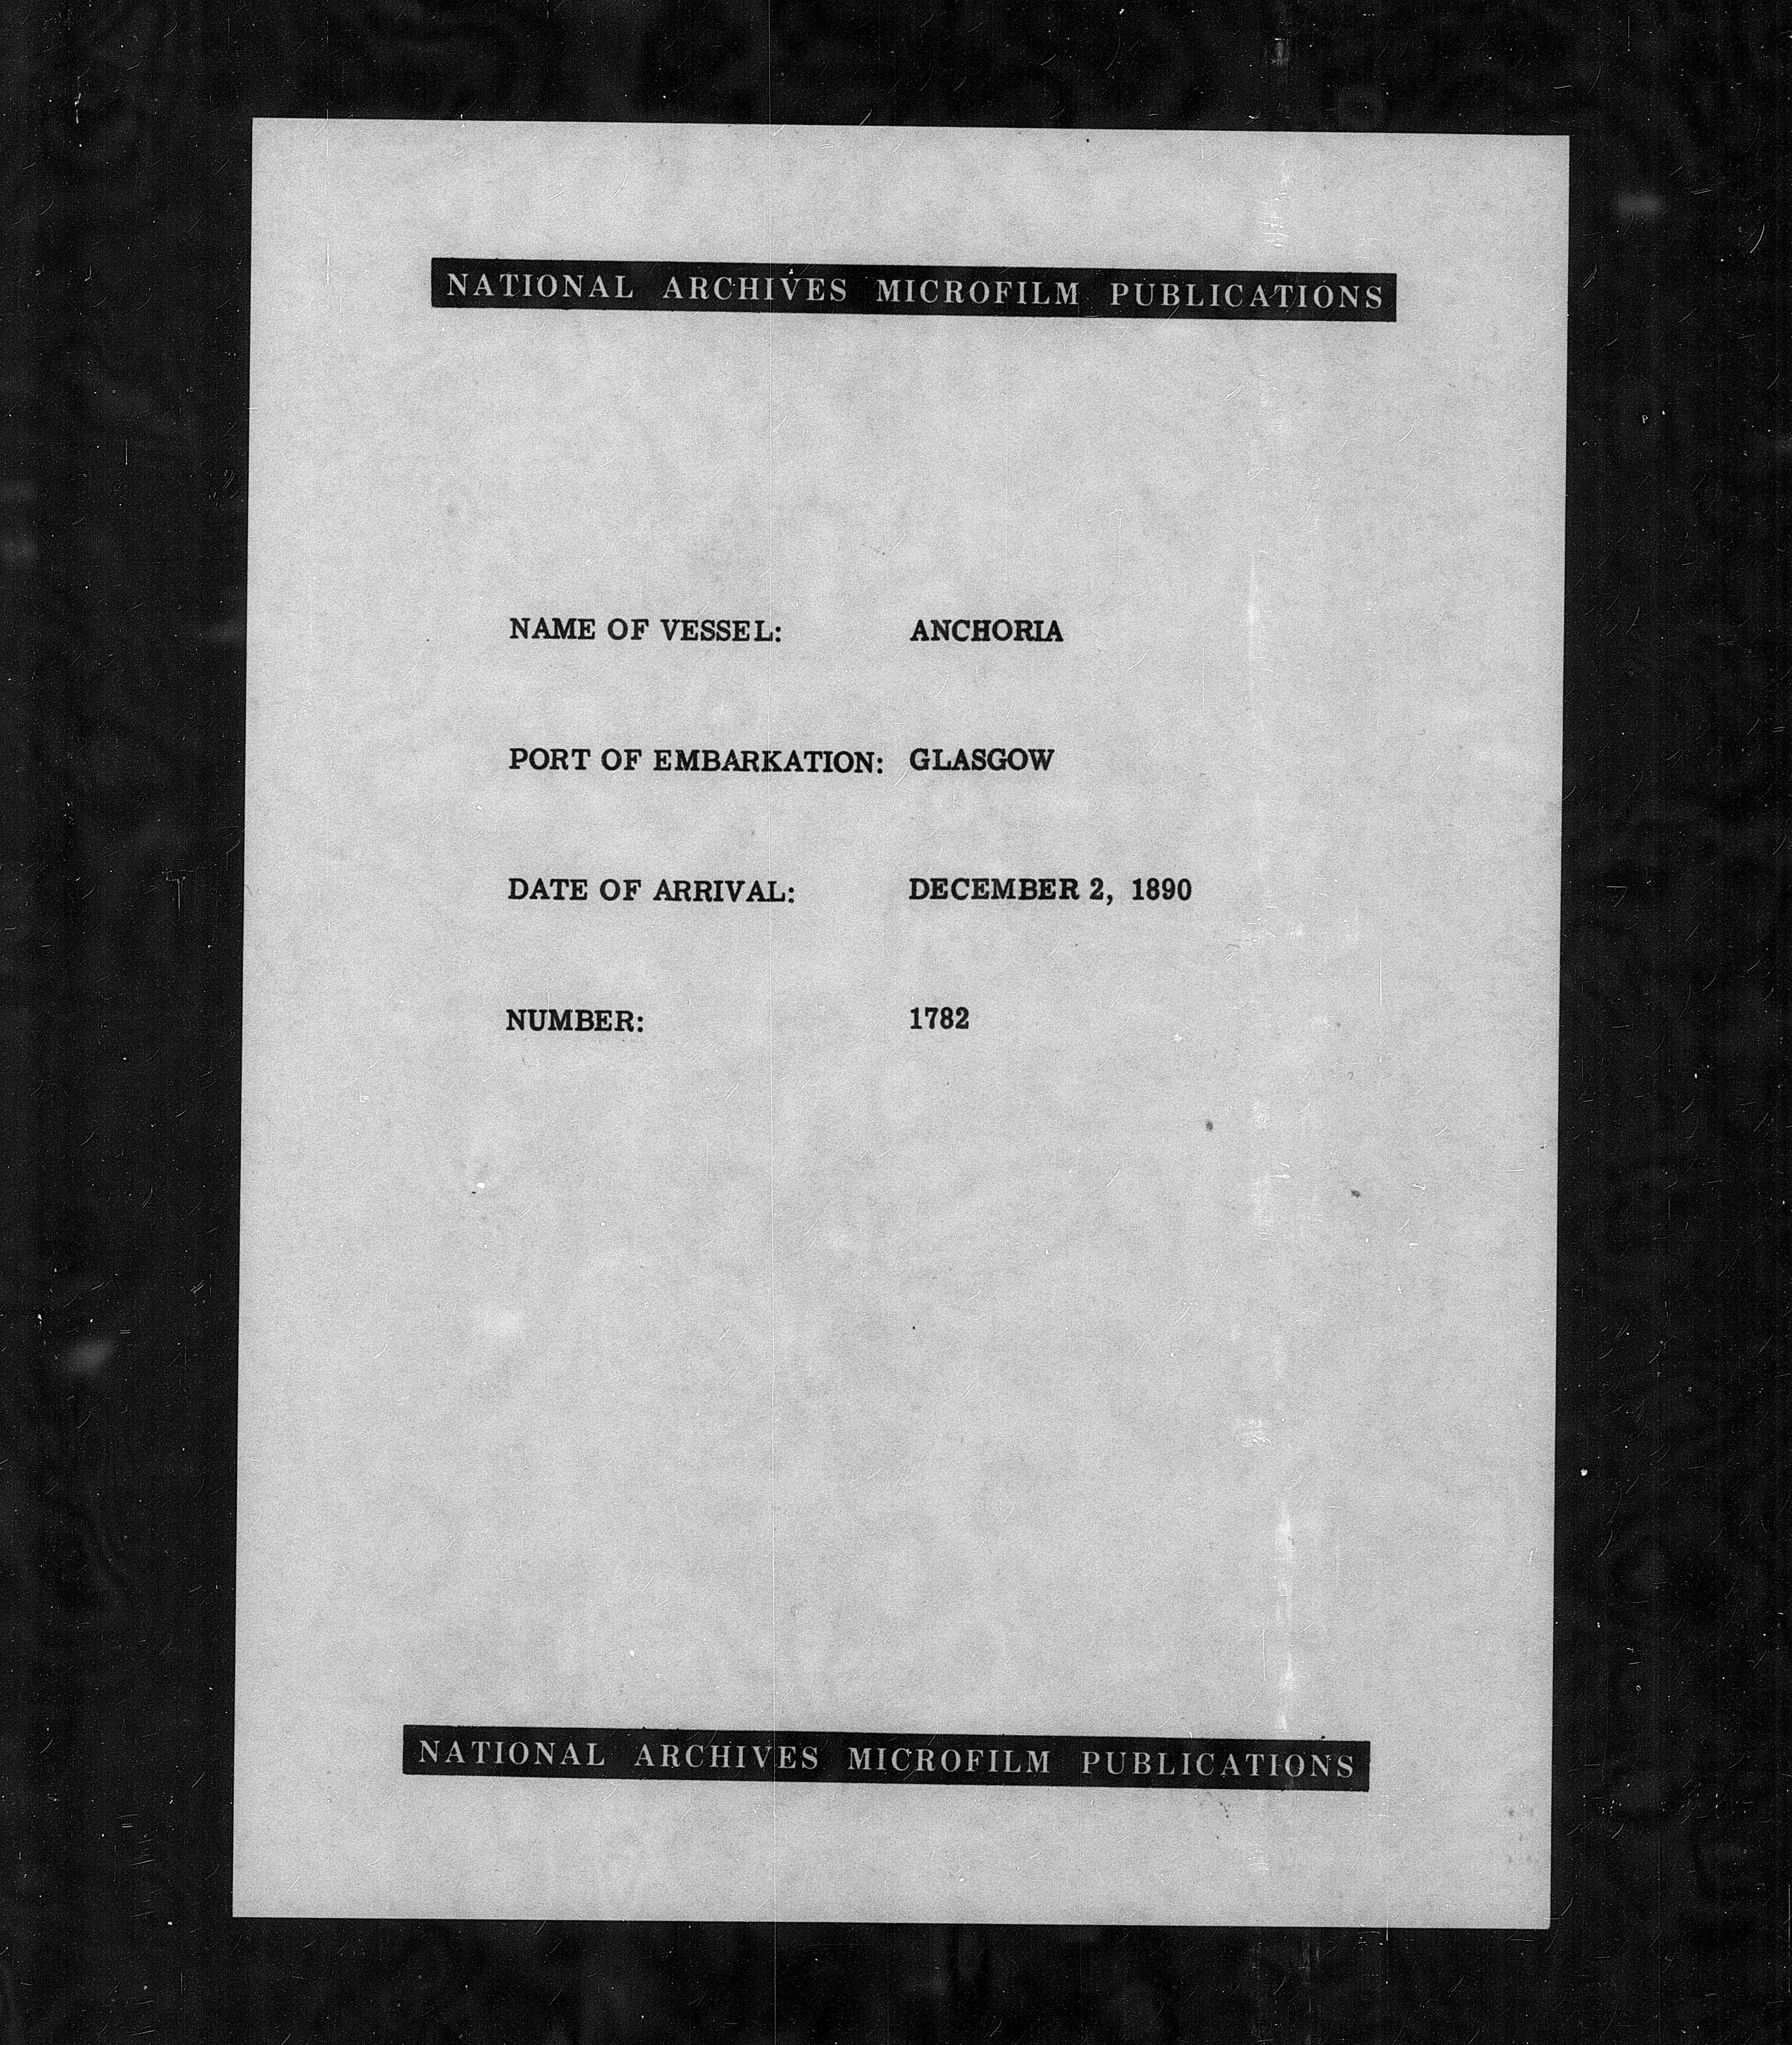 NATIONAL ARCHIVES MICROFILM PUBLICATIONS
NAME OF VESSEL: ANCHORIA
PORT OF EMBARKATION: GLASGOW
DATE OF ARRIVAL: DECEMBER 2, 1890
NUMBER: 1782
NATIONAL ARCHIVES MICROFILM PUBLICATIONS